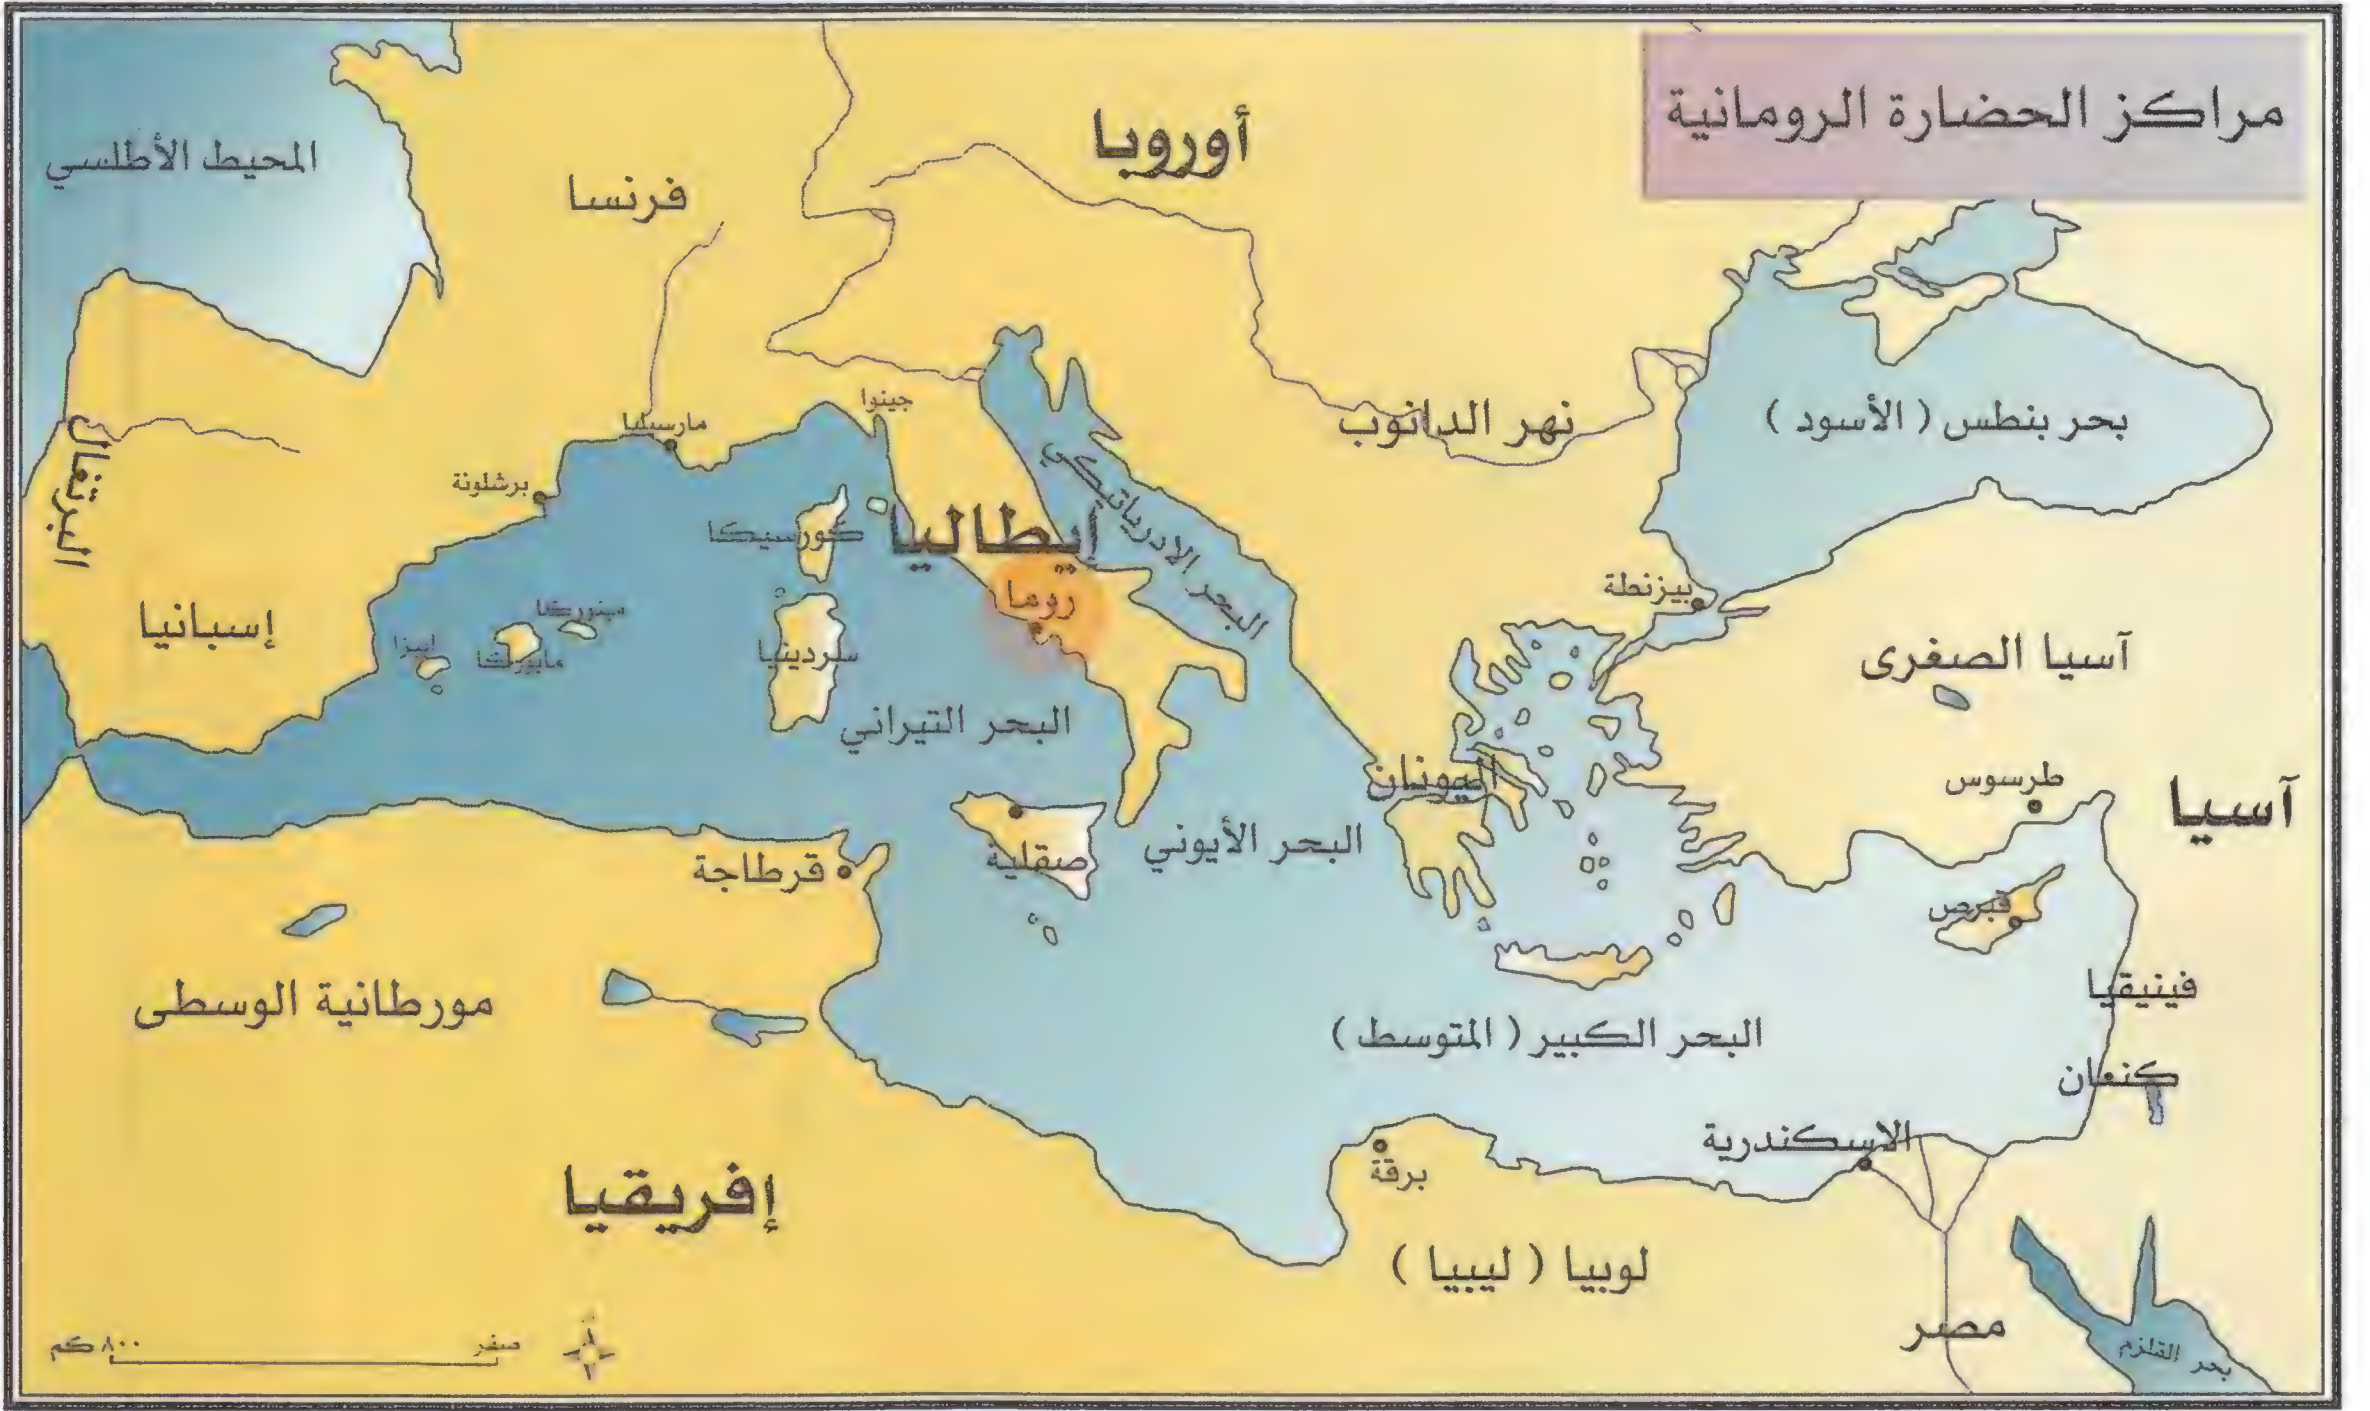 مراكز الحضارة الرومانية
أوروبا
المحيط الأطلسي
فرنسا
جينوا
مارسيليا
نهر الدانوب
بحر بنطس ( الأسود )
البرتغال
برشلونة
كورسيكا
إيطاليا
البحر الادرياتيكي
روما
بيزنطة
إسبانيا
مينوركا
مايوركا
ايبزا
سردينيا
آسيا الصغرى
البحر التيراني
اليونان
طرسوس
آسيا
صقلية
البحر الأيوني
قرطاجة
قبرص
فينيقيا
مورطانية الوسطى
البحر الكبير ( المتوسط )
كنعان
الاسكندرية
برقة
إفريقيا
لوبيا ( ليبيا )
مصر
بحر القلزم
صفر ٨٠٠ كم